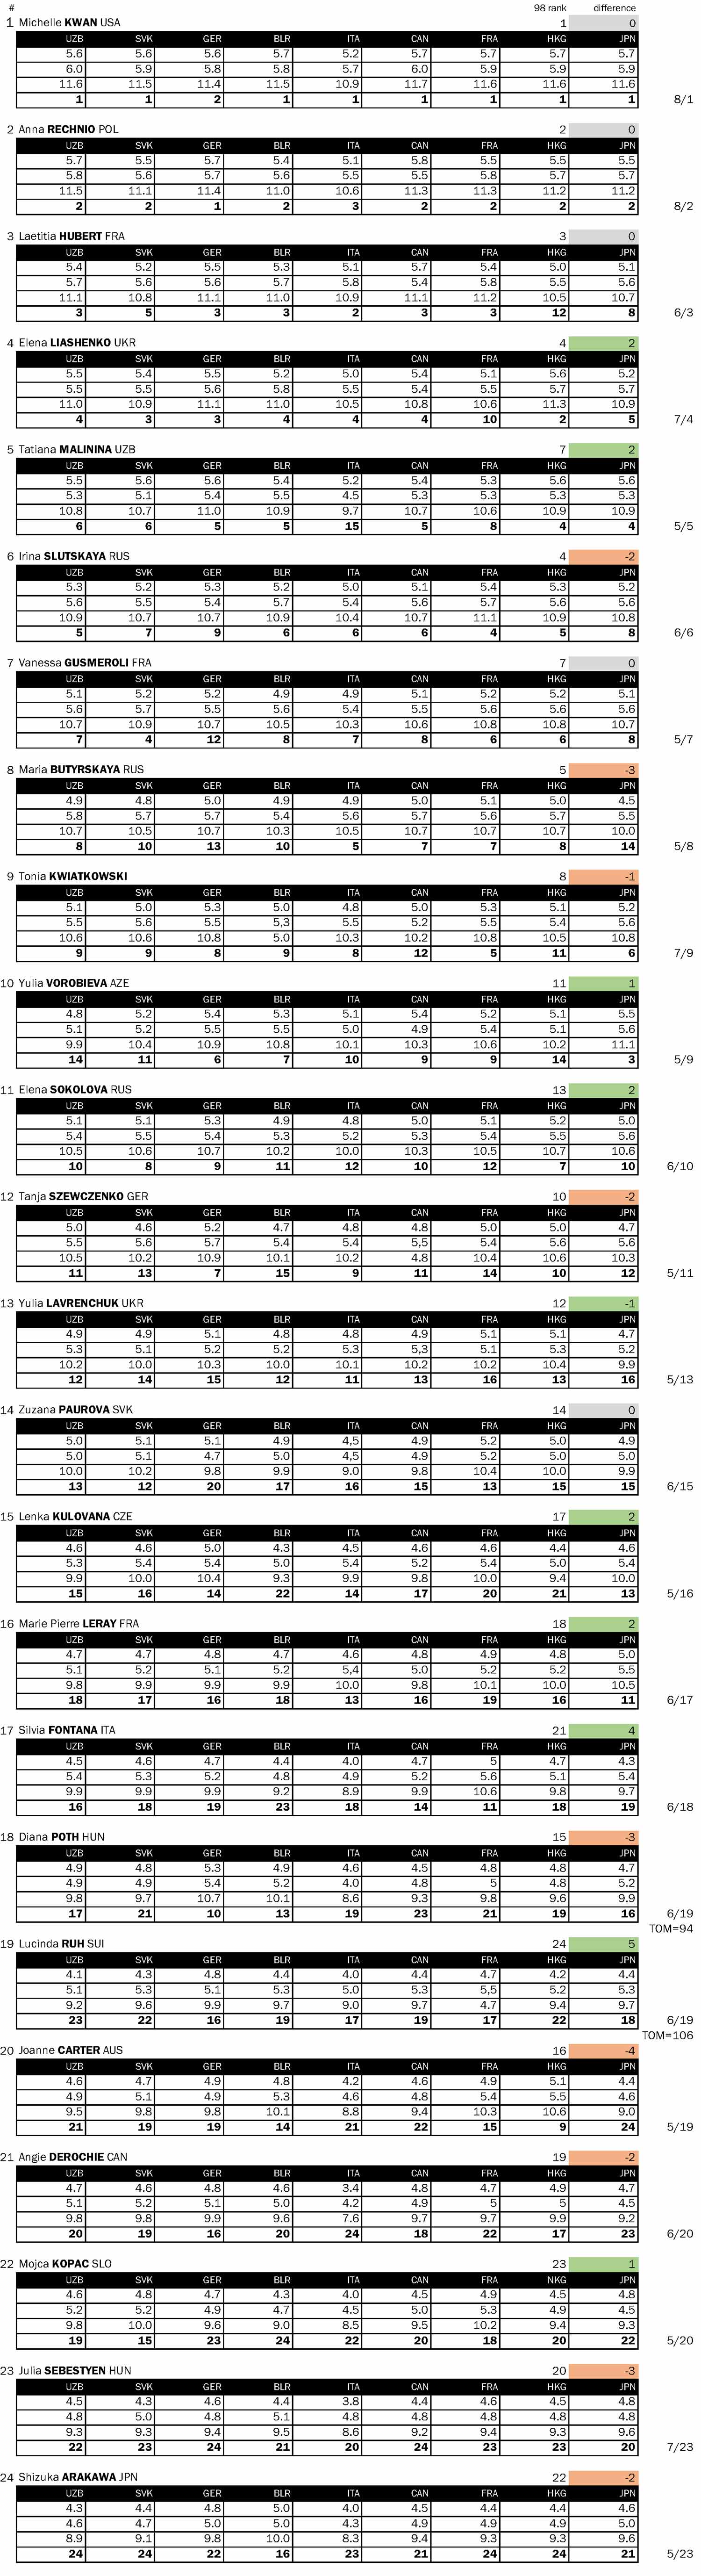 # 98 rank difference
1 Michelle KWAN USA 1 0
UZB SVK GER BLR ITA CAN FRA HKG JPN
5.6 5.6 5.6 5.7 5.2 5.7 5.7 5.7 5.7
6.0 5.9 5.8 5.8 5.7 6.0 5.9 5.9 5.9
11.6 11.5 11.4 11.5 10.9 11.7 11.6 11.6 11.6
1 1 2 1 1 1 1 1 1 8/1
2 Anna RECHNIO POL 2 0
UZB SVK GER BLR ITA CAN FRA HKG JPN
5.7 5.5 5.7 5.4 5.1 5.8 5.5 5.5 5.5
5.8 5.6 5.7 5.6 5.5 5.5 5.8 5.7 5.7
11.5 11.1 11.4 11.0 10.6 11.3 11.3 11.2 11.2
2 2 1 2 3 2 2 2 2 8/2
3 Laetitia HUBERT FRA 3 0
UZB SVK GER BLR ITA CAN FRA HKG JPN
5.4 5.2 5.5 5.3 5.1 5.7 5.4 5.0 5.1
5.7 5.6 5.6 5.7 5.8 5.4 5.8 5.5 5.6
11.1 10.8 11.1 11.0 10.9 11.1 11.2 10.5 10.7
3 5 3 3 2 3 3 12 8 6/3
4 Elena LIASHENKO UKR 4 2
UZB SVK GER BLR ITA CAN FRA HKG JPN
5.5 5.4 5.5 5.2 5.0 5.4 5.1 5.6 5.2
5.5 5.5 5.6 5.8 5.5 5.4 5.5 5.7 5.7
11.0 10.9 11.1 11.0 10.5 10.8 10.6 11.3 10.9
4 3 3 4 4 4 10 2 5 7/4
5 Tatiana MALININA UZB 7 2
UZB SVK GER BLR ITA CAN FRA HKG JPN
5.5 5.6 5.6 5.4 5.2 5.4 5.3 5.6 5.6
5.3 5.1 5.4 5.5 4.5 5.3 5.3 5.3 5.3
10.8 10.7 11.0 10.9 9.7 10.7 10.6 10.9 10.9
6 6 5 5 15 5 8 4 4 5/5
6 Irina SLUTSKAYA RUS 4 -2
UZB SVK GER BLR ITA CAN FRA HKG JPN
5.3 5.2 5.3 5.2 5.0 5.1 5.4 5.3 5.2
5.6 5.5 5.4 5.7 5.4 5.6 5.7 5.6 5.6
10.9 10.7 10.7 10.9 10.4 10.7 11.1 10.9 10.8
5 7 9 6 6 6 4 5 8 6/6
7 Vanessa GUSMEROLI FRA 7 0
UZB SVK GER BLR ITA CAN FRA HKG JPN
5.1 5.2 5.2 4.9 4.9 5.1 5.2 5.2 5.1
5.6 5.7 5.5 5.6 5.4 5.5 5.6 5.6 5.6
10.7 10.9 10.7 10.5 10.3 10.6 10.8 10.8 10.7
7 4 12 8 7 8 6 6 8 5/7
8 Maria BUTYRSKAYA RUS 5 -3
UZB SVK GER BLR ITA CAN FRA HKG JPN
4.9 4.8 5.0 4.9 4.9 5.0 5.1 5.0 4.5
5.8 5.7 5.7 5.4 5.6 5.7 5.6 5.7 5.5
10.7 10.5 10.7 10.3 10.5 10.7 10.7 10.7 10.0
8 10 13 10 5 7 7 8 14 5/8
9 Tonia KWIATKOWSKI 8 -1
UZB SVK GER BLR ITA CAN FRA HKG JPN
5.1 5.0 5.3 5.0 4.8 5.0 5.3 5.1 5.2
5.5 5.6 5.5 5,3 5.5 5.2 5.5 5.4 5.6
10.6 10.6 10.8 5.0 10.3 10.2 10.8 10.5 10.8
9 9 8 9 8 12 5 11 6 7/9
10 Yulia VOROBIEVA AZE 11 1
UZB SVK GER BLR ITA CAN FRA HKG JPN
4.8 5.2 5.4 5.3 5.1 5.4 5.2 5.1 5.5
5.1 5.2 5.5 5.5 5.0 4.9 5.4 5.1 5.6
9.9 10.4 10.9 10.8 10.1 10.3 10.6 10.2 11.1
14 11 6 7 10 9 9 14 3 5/9
11 Elena SOKOLOVA RUS 13 2
UZB SVK GER BLR ITA CAN FRA HKG JPN
5.1 5.1 5.3 4.9 4.8 5.0 5.1 5.2 5.0
5.4 5.5 5.4 5.3 5.2 5.3 5.4 5.5 5.6
10.5 10.6 10.7 10.2 10.0 10.3 10.5 10.7 10.6
10 8 9 11 12 10 12 7 10 6/10
12 Tanja SZEWCZENKO GER 10 -2
UZB SVK GER BLR ITA CAN FRA HKG JPN
5.0 4.6 5.2 4.7 4.8 4.8 5.0 5.0 4.7
5.5 5.6 5.7 5.4 5.4 5,5 5.4 5.6 5.6
10.5 10.2 10.9 10.1 10.2 4.8 10.4 10.6 10.3
11 13 7 15 9 11 14 10 12 5/11
13 Yulia LAVRENCHUK UKR 12 -1
UZB SVK GER BLR ITA CAN FRA HKG JPN
4.9 4.9 5.1 4.8 4.8 4.9 5.1 5.1 4.7
5.3 5.1 5.2 5.2 5.3 5.3 5.1 5.3 5.2
10.2 10.0 10.3 10.0 10.1 10.2 10.2 10.4 9.9
12 14 15 12 11 13 16 13 16 5/13
14 Zuzana PAUROVA SVK 14 0
UZB SVK GER BLR ITA CAN FRA HKG JPN
5.0 5.1 5.1 4.9 4,5 4.9 5.2 5.0 4.9
5.0 5.1 4.7 5.0 4.5 4.9 5.2 5.0 5.0
10.0 10.2 9.8 9.9 9.0 9.8 10.4 10.0 9.9
13 12 20 17 16 15 13 15 15 6/15
15 Lenka KULOVANA CZE 17 2
UZB SVK GER BLR ITA CAN FRA HKG JPN
4.6 4.6 5.0 4.3 4.5 4.6 4.6 4.4 4.6
5.3 5.4 5.4 5.0 5.4 5.2 5.4 5.0 5.4
9.9 10.0 10.4 9.3 9.9 9.8 10.0 9.4 10.0
15 16 14 22 14 17 20 21 13 5/16
16 Marie Pierre LERAY FRA 18 2
UZB SVK GER BLR ITA CAN FRA HKG JPN
4.7 4.7 4.8 4.7 4.6 4.8 4.9 4.8 5.0
5.1 5.2 5.1 5.2 5,4 5.0 5.2 5.2 5.5
9.8 9.9 9.9 9.9 10.0 9.8 10.1 10.0 10.5
18 17 16 18 13 16 19 16 11 6/17
17 Silvia FONTANA ITA 21 4
UZB SVK GER BLR ITA CAN FRA HKG JPN
4.5 4.6 4.7 4.4 4.0 4.7 5 4.7 4.3
5.4 5.3 5.2 4.8 4.9 5.2 5.6 5.1 5.4
9.9 9.9 9.9 9.2 8.9 9.9 10.6 9.8 9.7
16 18 19 23 18 14 11 18 19 6/18
18 Diana POTH HUN 15 -3
UZB SVK GER BLR ITA CAN FRA HKG JPN
4.9 4.8 5.3 4.9 4.6 4.5 4.8 4.8 4.7
4.9 4.9 5.4 5.2 4.0 4.8 5 4.8 5.2
9.8 9.7 10.7 10.1 8.6 9.3 9.8 9.6 9.9
17 21 10 13 19 23 21 19 16 6/19
TOM=94
19 Lucinda RUH SUI 24 5
UZB SVK GER BLR ITA CAN FRA HKG JPN
4.1 4.3 4.8 4.4 4.0 4.4 4.7 4.2 4.4
5.1 5.3 5.1 5.3 5.0 5.3 5,5 5.2 5.3
9.2 9.6 9.9 9.7 9.0 9.7 4.7 9.4 9.7
23 22 16 19 17 19 17 22 18 6/19
TOM=106
20 Joanne CARTER AUS 16 -4
UZB SVK GER BLR ITA CAN FRA HKG JPN
4.6 4.7 4.9 4.8 4.2 4.6 4.9 5.1 4.4
4.9 5.1 4.9 5.3 4.6 4.8 5.4 5.5 4.6
9.5 9.8 9.8 10.1 8.8 9.4 10.3 10.6 9.0
21 19 19 14 21 22 15 9 24 5/19
21 Angie DEROCHIE CAN 19 -2
UZB SVK GER BLR ITA CAN FRA HKG JPN
4.7 4.6 4.8 4.6 3.4 4.8 4.7 4.9 4.7
5.1 5.2 5.1 5.0 4.2 4.9 5 5 4.5
9.8 9.8 9.9 9.6 7.6 9.7 9.7 9.9 9.2
20 19 16 20 24 18 22 17 23 6/20
22 Mojca KOPAC SLO 23 1
UZB SVK GER BLR ITA CAN FRA NKG JPN
4.6 4.8 4.7 4.3 4.0 4.5 4.9 4.5 4.8
5.2 5.2 4.9 4.7 4.5 5.0 5.3 4.9 4.5
9.8 10.0 9.6 9.0 8.5 9.5 10.2 9.4 9.3
19 15 23 24 22 20 18 20 22 5/20
23 Julia SEBESTYEN HUN 20 -3
UZB SVK GER BLR ITA CAN FRA HKG JPN
4.5 4.3 4.6 4.4 3.8 4.4 4.6 4.5 4.8
4.8 5.0 4.8 5.1 4.8 4.8 4.8 4.8 4.8
9.3 9.3 9.4 9.5 8.6 9.2 9.4 9.3 9.6
22 23 24 21 20 24 23 23 20 7/23
24 Shizuka ARAKAWA JPN 22 -2
UZB SVK GER BLR ITA CAN FRA HKG JPN
4.3 4.4 4.8 5.0 4.0 4.5 4.4 4.4 4.6
4.6 4.7 5.0 5.0 4.3 4.9 4.9 4.9 5.0
8.9 9.1 9.8 10.0 8.3 9.4 9.3 9.3 9.6
24 24 22 16 23 21 24 24 21 5/23